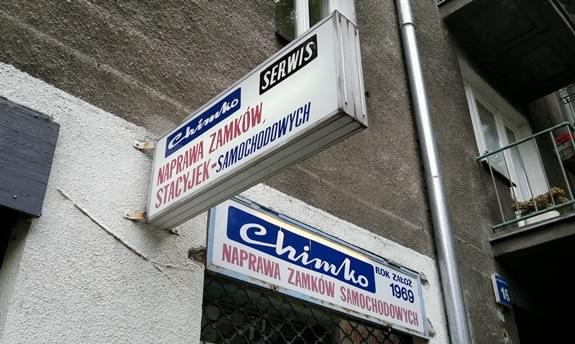 Chimko SERWIS
NAPRAWA ZAMKÓW,
STACYJEK-SAMOCHODOWYCH
Chimko ROK ZAŁOŻ
1969
NAPRAWA ZAMKÓW SAMOCHODOWYCH
16